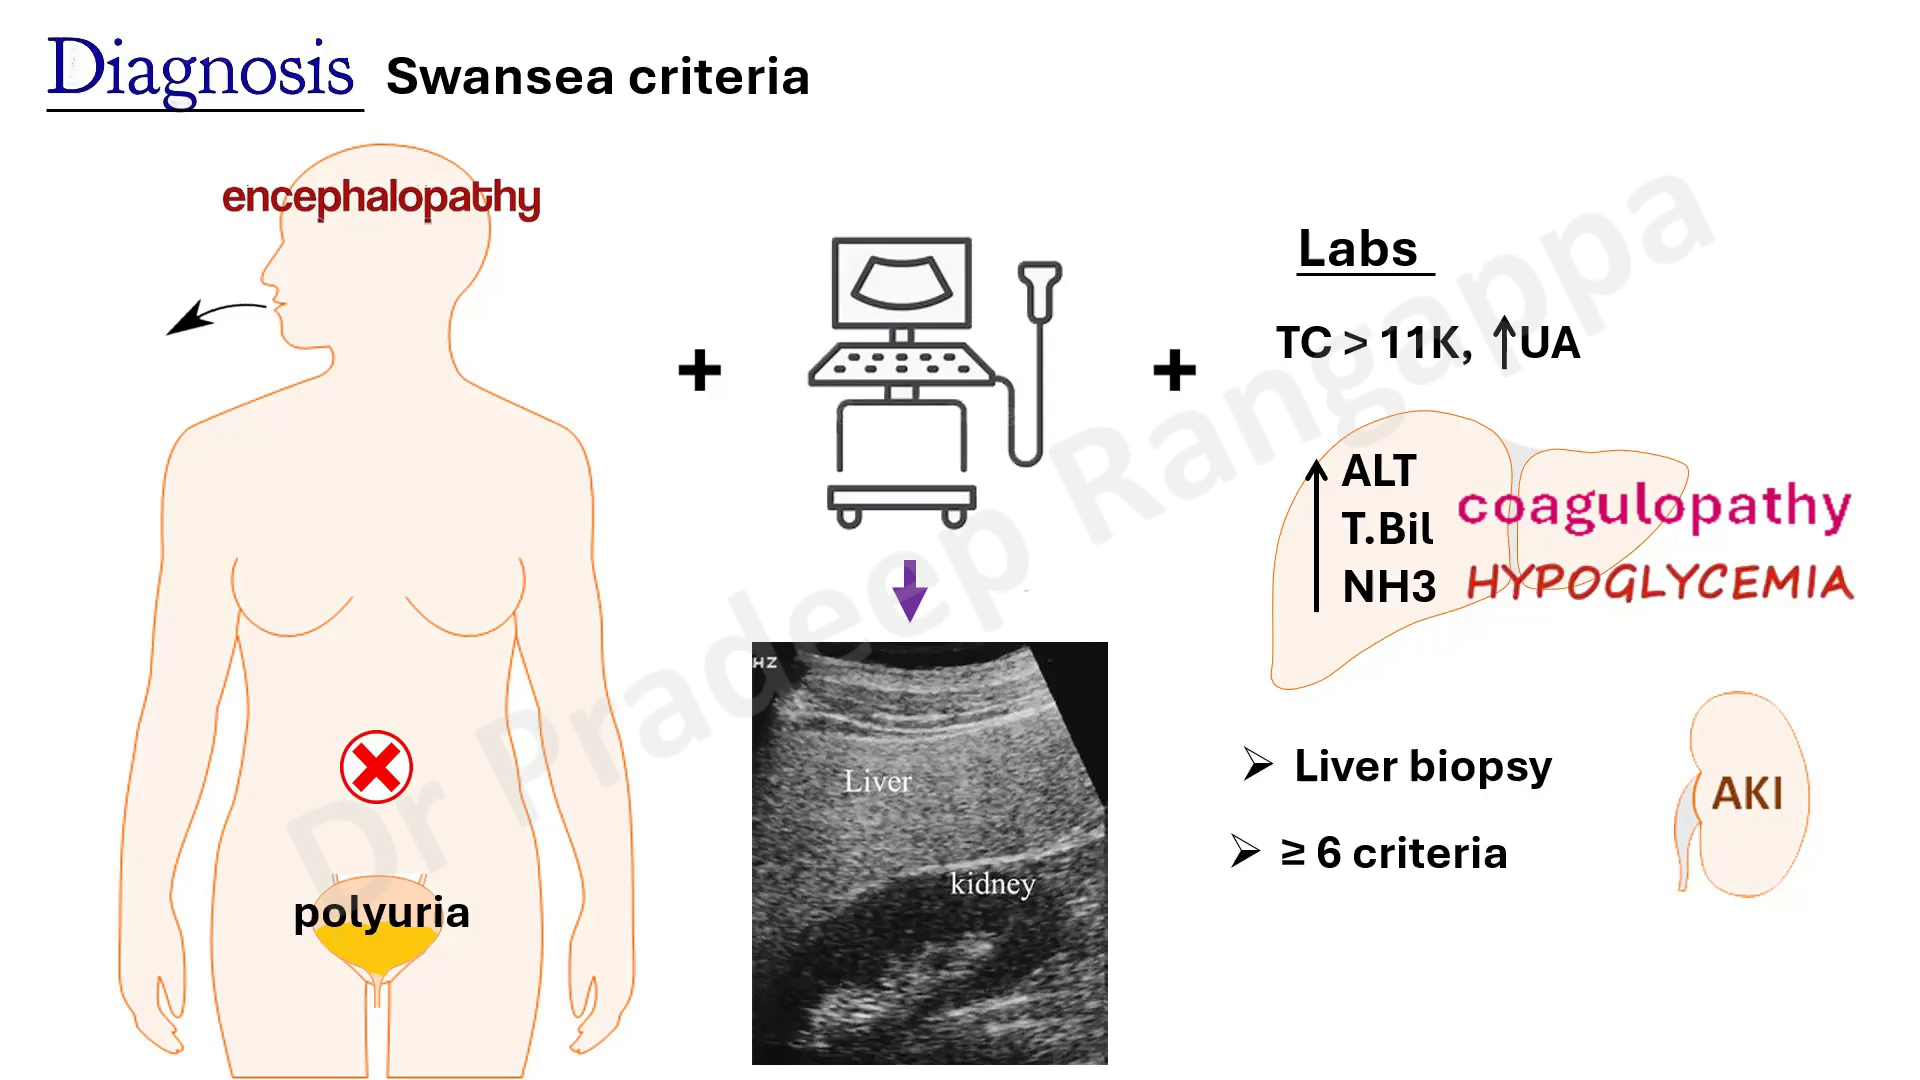 Diagnosis Swansea criteria
encephalopathy
polyuria
HZ
Liver
kidney
Labs
TC > 11K, ↑UA
↑ ALT
T.Bil
NH3
coagulopathy
HYPOGLYCEMIA
➢ Liver biopsy
➢ ≥ 6 criteria
AKI
Dr Pradeep Rangappa